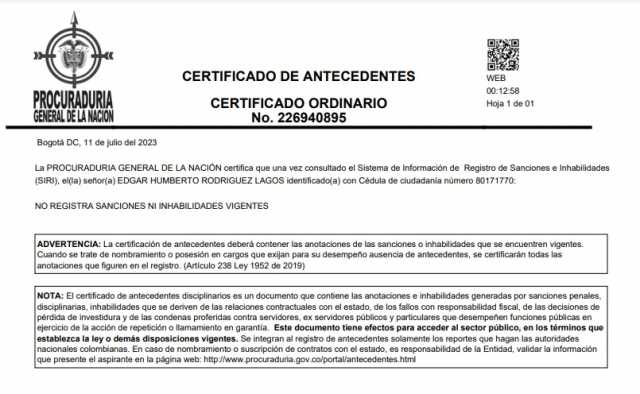 PROCURADURIA
GENERAL DE LA NACION
CERTIFICADO DE ANTECEDENTES
CERTIFICADO ORDINARIO
No. 226940895
WEB
00:12:58
Hoja 1 de 01
Bogotá DC, 11 de julio del 2023
La PROCURADURIA GENERAL DE LA NACIÓN certifica que una vez consultado el Sistema de Información de Registro de Sanciones e Inhabilidades
(SIRI), el(la) señor(a) EDGAR HUMBERTO RODRIGUEZ LAGOS identificado(a) con Cédula de ciudadanía número 80171770:
NO REGISTRA SANCIONES NI INHABILIDADES VIGENTES
ADVERTENCIA: La certificación de antecedentes deberá contener las anotaciones de las sanciones o inhabilidades que se encuentren vigentes.
Cuando se trate de nombramiento o posesión en cargos que exijan para su desempeño ausencia de antecedentes, se certificarán todas las
anotaciones que figuren en el registro. (Artículo 238 Ley 1952 de 2019)
NOTA: El certificado de antecedentes disciplinarios es un documento que contiene las anotaciones e inhabilidades generadas por sanciones penales,
disciplinarias, inhabilidades que se deriven de las relaciones contractuales con el estado, de los fallos con responsabilidad fiscal, de las decisiones de
pérdida de investidura y de las condenas proferidas contra servidores, ex servidores públicos y particulares que desempeñen funciones públicas en
ejercicio de la acción de repetición o llamamiento en garantía. Este documento tiene efectos para acceder al sector público, en los términos que
establezca la ley o demás disposiciones vigentes. Se integran al registro de antecedentes solamente los reportes que hagan las autoridades
nacionales colombianas. En caso de nombramiento o suscripción de contratos con el estado, es responsabilidad de la Entidad, validar la información
que presente el aspirante en la página web: http://www.procuraduria.gov.co/portal/antecedentes.html